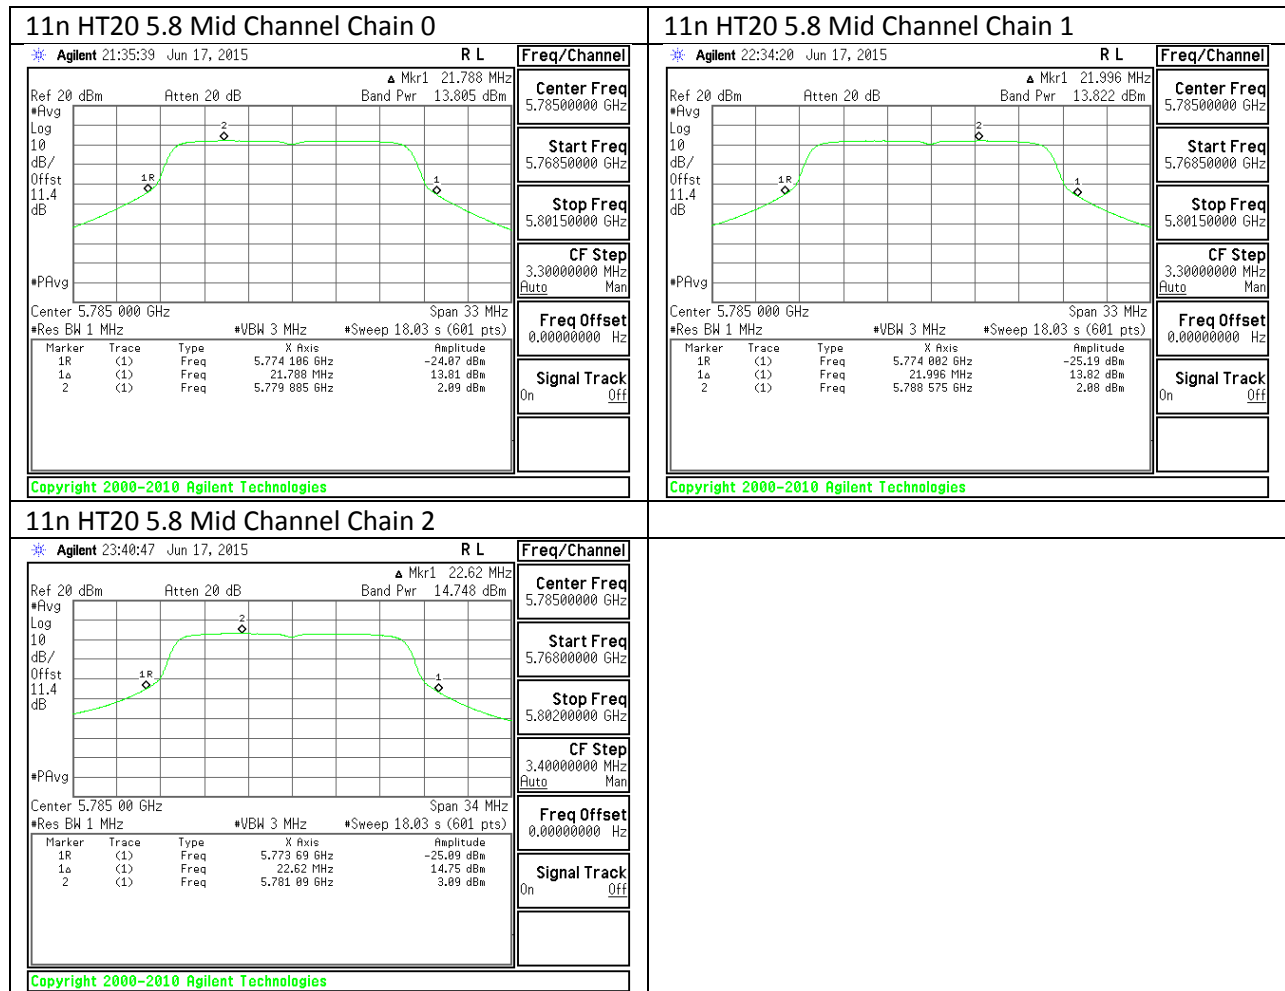 11n HT20 5.8 Mid Channel Chain 0
Agilent 21:35:39 Jun 17, 2015 R L
Freq/Channel
Δ Mkr1 21.788 MHz
Ref 20 dBm Atten 20 dB Band Pwr 13.805 dBm
#Avg
Log
10
dB/
Offst
11.4
dB
#PAvg
2
1R
1
Center 5.785 000 GHz Span 33 MHz
#Res BW 1 MHz #VBW 3 MHz #Sweep 18.03 s (601 pts)
Marker Trace Type X Axis Amplitude
1R (1) Freq 5.774 106 GHz -24.07 dBm
1Δ (1) Freq 21.788 MHz 13.81 dBm
2 (1) Freq 5.779 885 GHz 2.09 dBm
Center Freq
5.78500000 GHz
Start Freq
5.76850000 GHz
Stop Freq
5.80150000 GHz
CF Step
3.30000000 MHz
Auto Man
Freq Offset
0.00000000 Hz
Signal Track
On Off
Copyright 2000-2010 Agilent Technologies
11n HT20 5.8 Mid Channel Chain 1
Agilent 22:34:20 Jun 17, 2015 R L
Freq/Channel
Δ Mkr1 21.996 MHz
Ref 20 dBm Atten 20 dB Band Pwr 13.822 dBm
#Avg
Log
10
dB/
Offst
11.4
dB
#PAvg
2
1R
1
Center 5.785 000 GHz Span 33 MHz
#Res BW 1 MHz #VBW 3 MHz #Sweep 18.03 s (601 pts)
Marker Trace Type X Axis Amplitude
1R (1) Freq 5.774 002 GHz -25.19 dBm
1Δ (1) Freq 21.996 MHz 13.82 dBm
2 (1) Freq 5.788 575 GHz 2.08 dBm
Center Freq
5.78500000 GHz
Start Freq
5.76850000 GHz
Stop Freq
5.80150000 GHz
CF Step
3.30000000 MHz
Auto Man
Freq Offset
0.00000000 Hz
Signal Track
On Off
Copyright 2000-2010 Agilent Technologies
11n HT20 5.8 Mid Channel Chain 2
Agilent 23:40:47 Jun 17, 2015 R L
Freq/Channel
Δ Mkr1 22.62 MHz
Ref 20 dBm Atten 20 dB Band Pwr 14.748 dBm
#Avg
Log
10
dB/
Offst
11.4
dB
#PAvg
2
1R
1
Center 5.785 00 GHz Span 34 MHz
#Res BW 1 MHz #VBW 3 MHz #Sweep 18.03 s (601 pts)
Marker Trace Type X Axis Amplitude
1R (1) Freq 5.773 69 GHz -25.09 dBm
1Δ (1) Freq 22.62 MHz 14.75 dBm
2 (1) Freq 5.781 09 GHz 3.09 dBm
Center Freq
5.78500000 GHz
Start Freq
5.76800000 GHz
Stop Freq
5.80200000 GHz
CF Step
3.40000000 MHz
Auto Man
Freq Offset
0.00000000 Hz
Signal Track
On Off
Copyright 2000-2010 Agilent Technologies